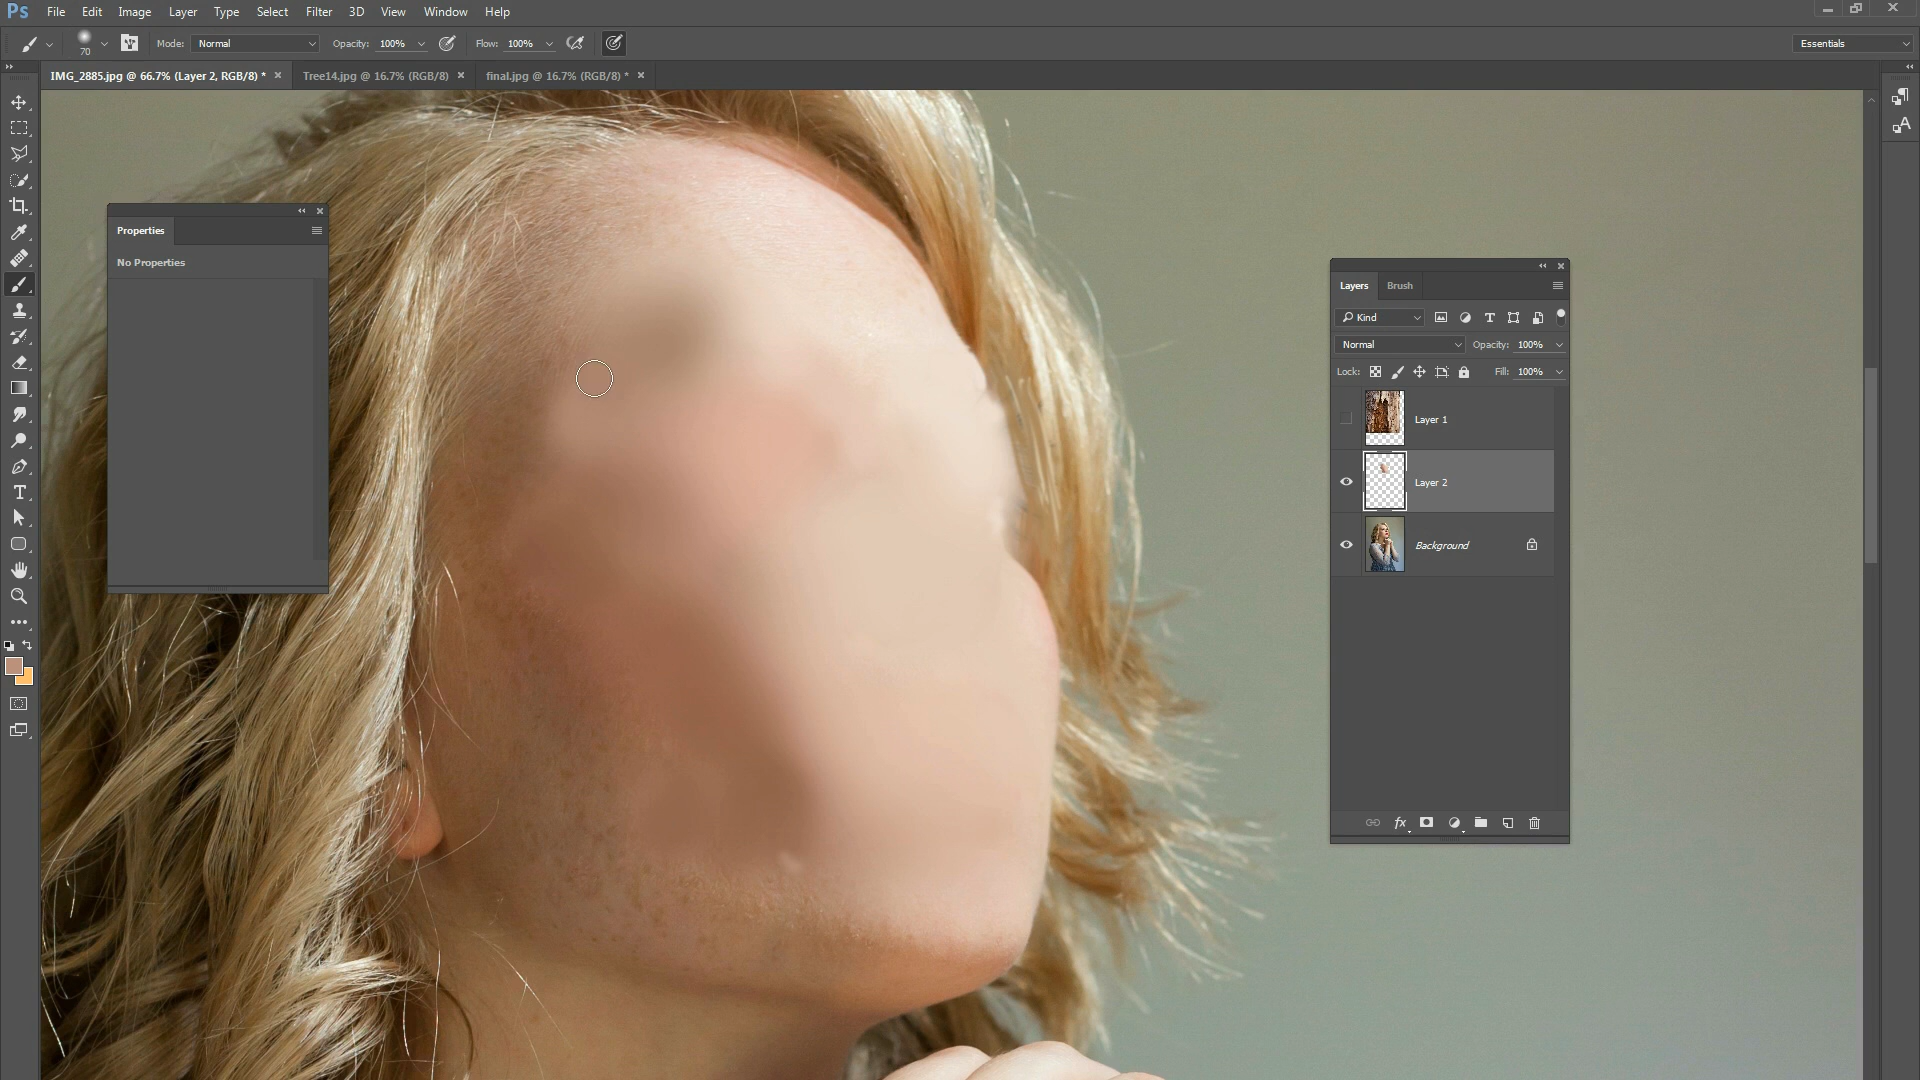 Ps File Edit Image Layer Type Select Filter 3D View Window Help
70 Mode: Normal Opacity: 100% Flow: 100% Essentials
IMG_2885.jpg @ 66.7% (Layer 2, RGB/8) * Tree14.jpg @ 16.7% (RGB/8) final.jpg @ 16.7% (RGB/8) *
Properties
No Properties
Layers Brush
Kind
Normal Opacity: 100%
Lock: Fill: 100%
Layer 1
Layer 2
Background
fx